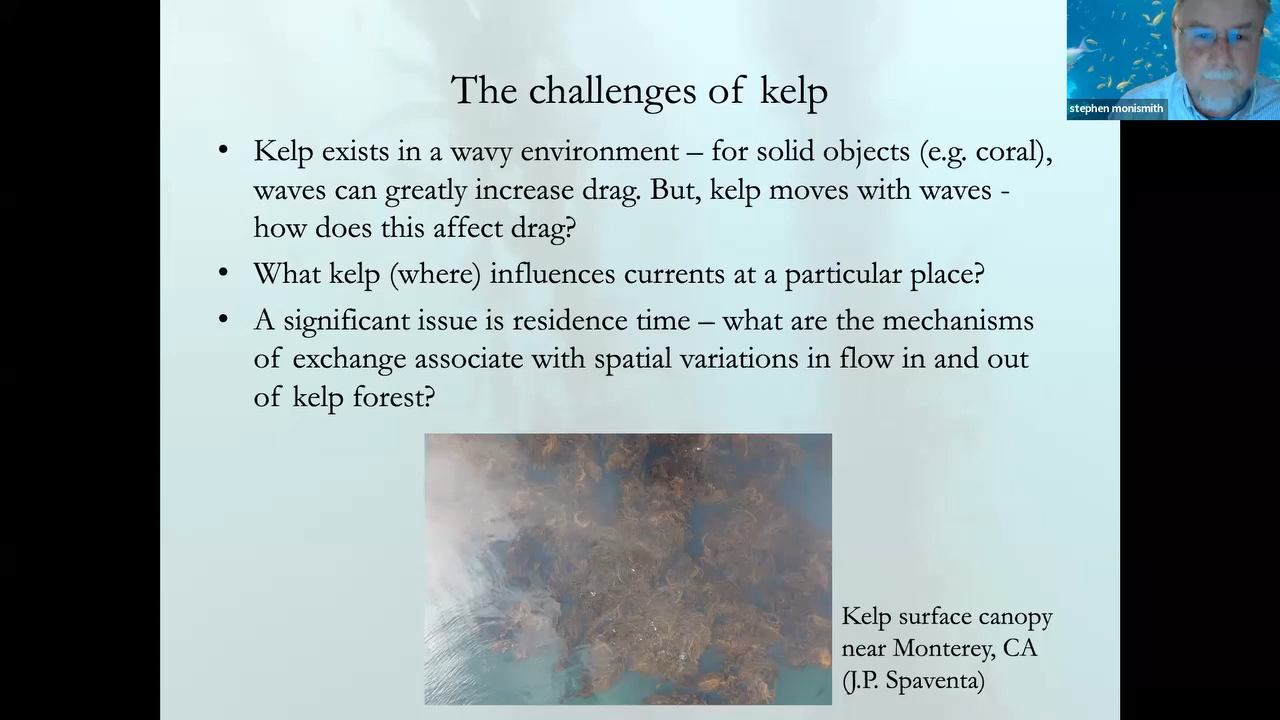 stephen monismith
The challenges of kelp
• Kelp exists in a wavy environment – for solid objects (e.g. coral),
waves can greatly increase drag. But, kelp moves with waves -
how does this affect drag?
• What kelp (where) influences currents at a particular place?
• A significant issue is residence time – what are the mechanisms
of exchange associate with spatial variations in flow in and out
of kelp forest?
Kelp surface canopy
near Monterey, CA
(J.P. Spaventa)